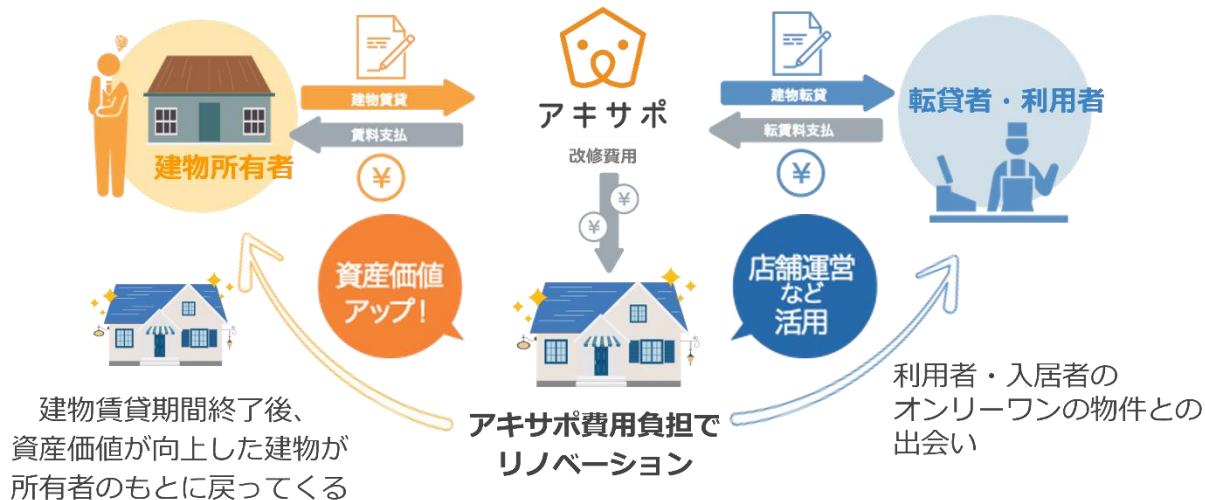 建物所有者
建物賃貸
賃料支払
¥
アキサポ
改修費用
¥
¥
建物転貸
転賃料支払
¥
転貸者・利用者
資産価値
アップ！
店舗運営
など
活用
建物賃貸期間終了後、
資産価値が向上した建物が
所有者のもとに戻ってくる
アキサポ費用負担で
リノベーション
利用者・入居者の
オンリーワンの物件との
出会い